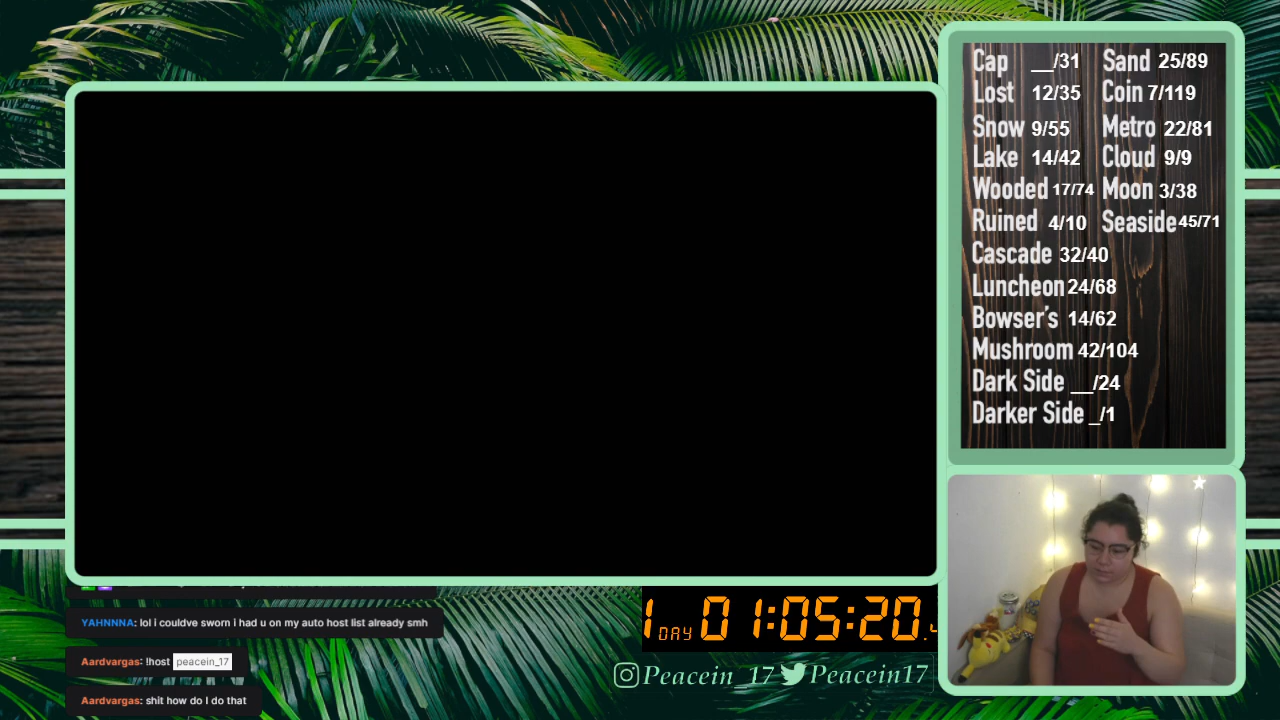 Cap __/31 Sand 25/89
Lost 12/35 Coin 7/119
Snow 9/55 Metro 22/81
Lake 14/42 Cloud 9/9
Wooded 17/74 Moon 3/38
Ruined 4/10 Seaside 45/71
Cascade 32/40
Luncheon 24/68
Bowser's 14/62
Mushroom 42/104
Dark Side __/24
Darker Side _/1
YAHNNNA: lol i couldve sworn i had u on my auto host list already smh
Aardvargas: !host peacein_17
Aardvargas: shit how do I do that
1 DAY 01:05:20.
Peacein_17 Peacein17